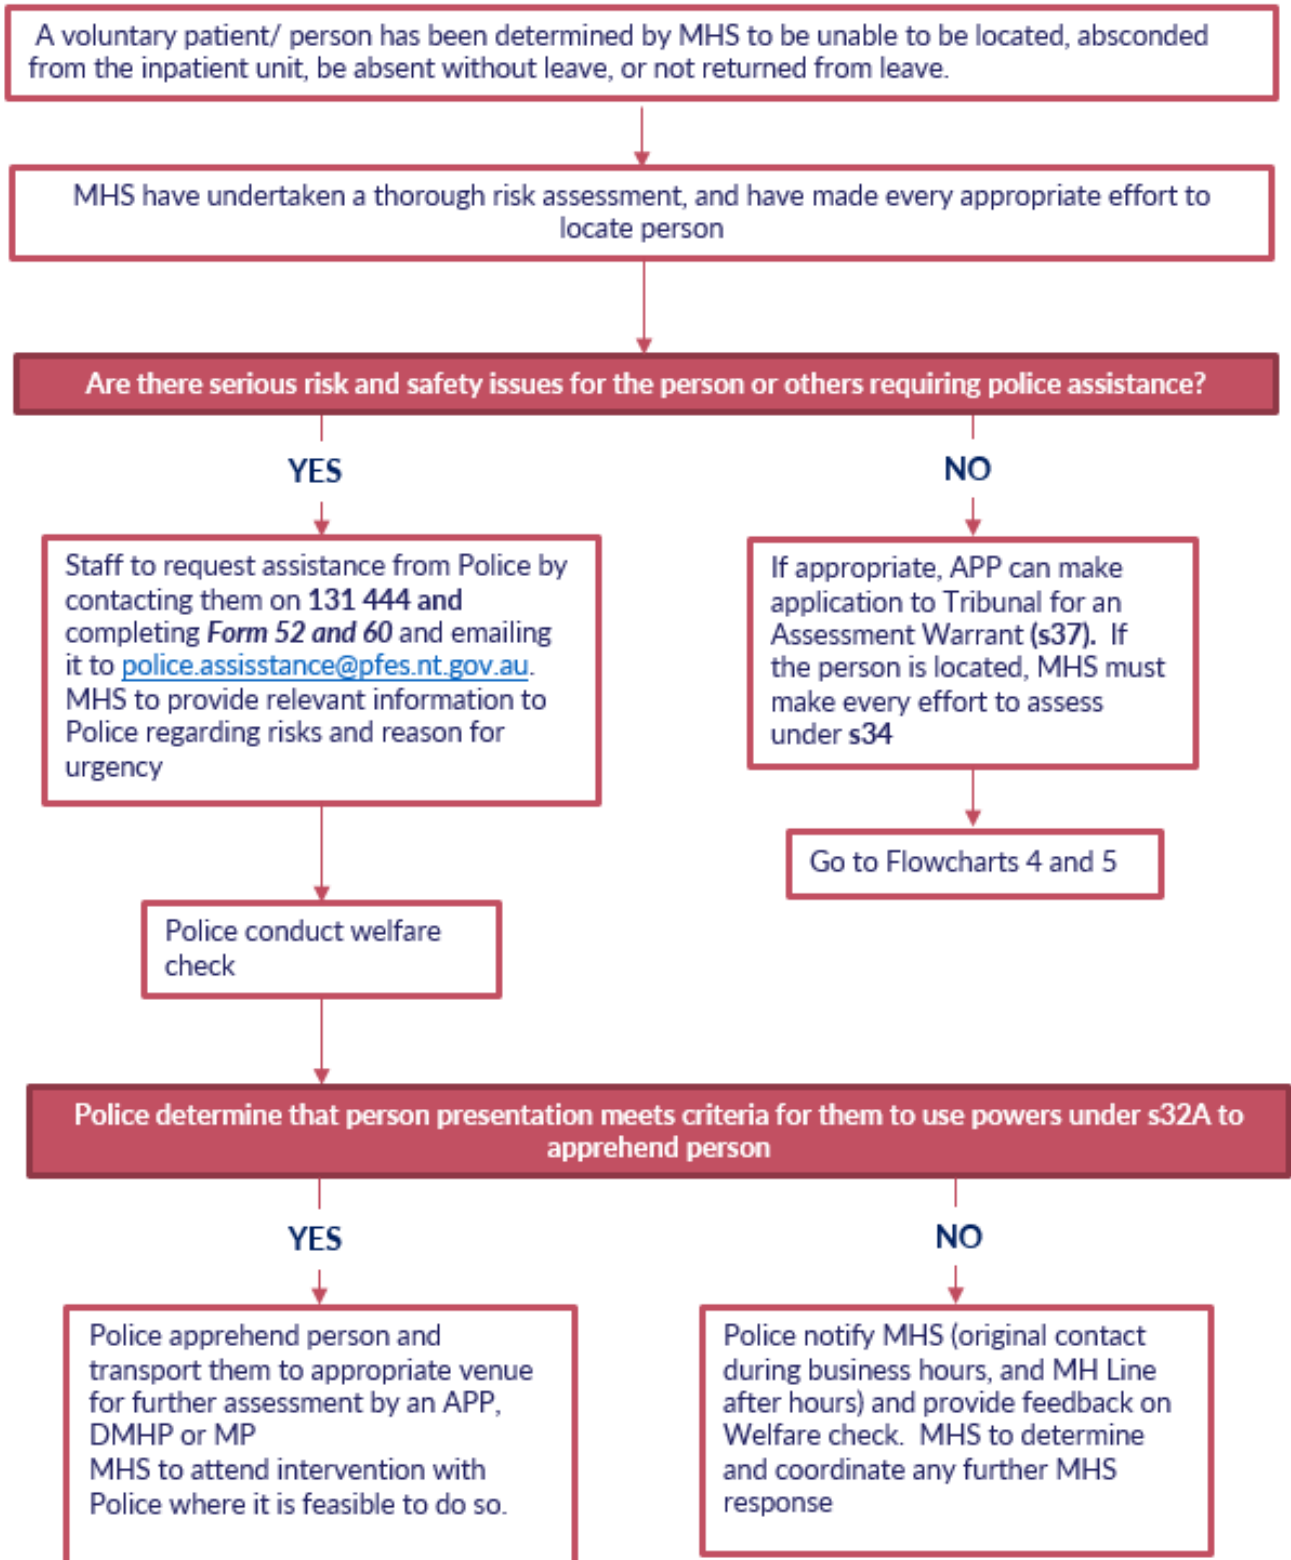 A voluntary patient/ person has been determined by MHS to be unable to be located, absconded
from the inpatient unit, be absent without leave, or not returned from leave.
MHS have undertaken a thorough risk assessment, and have made every appropriate effort to
locate person
Are there serious risk and safety issues for the person or others requiring police assistance?
YES
Staff to request assistance from Police by
contacting them on 131 444 and
completing Form 52 and 60 and emailing
it to police.assisstance@pfes.nt.gov.au.
MHS to provide relevant information to
Police regarding risks and reason for
urgency
NO
If appropriate, APP can make
application to Tribunal for an
Assessment Warrant (s37).  If
the person is located, MHS must
make every effort to assess
under s34
Go to Flowcharts 4 and 5
Police conduct welfare
check
Police determine that person presentation meets criteria for them to use powers under s32A to
apprehend person
YES
Police apprehend person and
transport them to appropriate venue
for further assessment by an APP,
DMHP or MP
MHS to attend intervention with
Police where it is feasible to do so.
NO
Police notify MHS (original contact
during business hours, and MH Line
after hours) and provide feedback on
Welfare check.  MHS to determine
and coordinate any further MHS
response